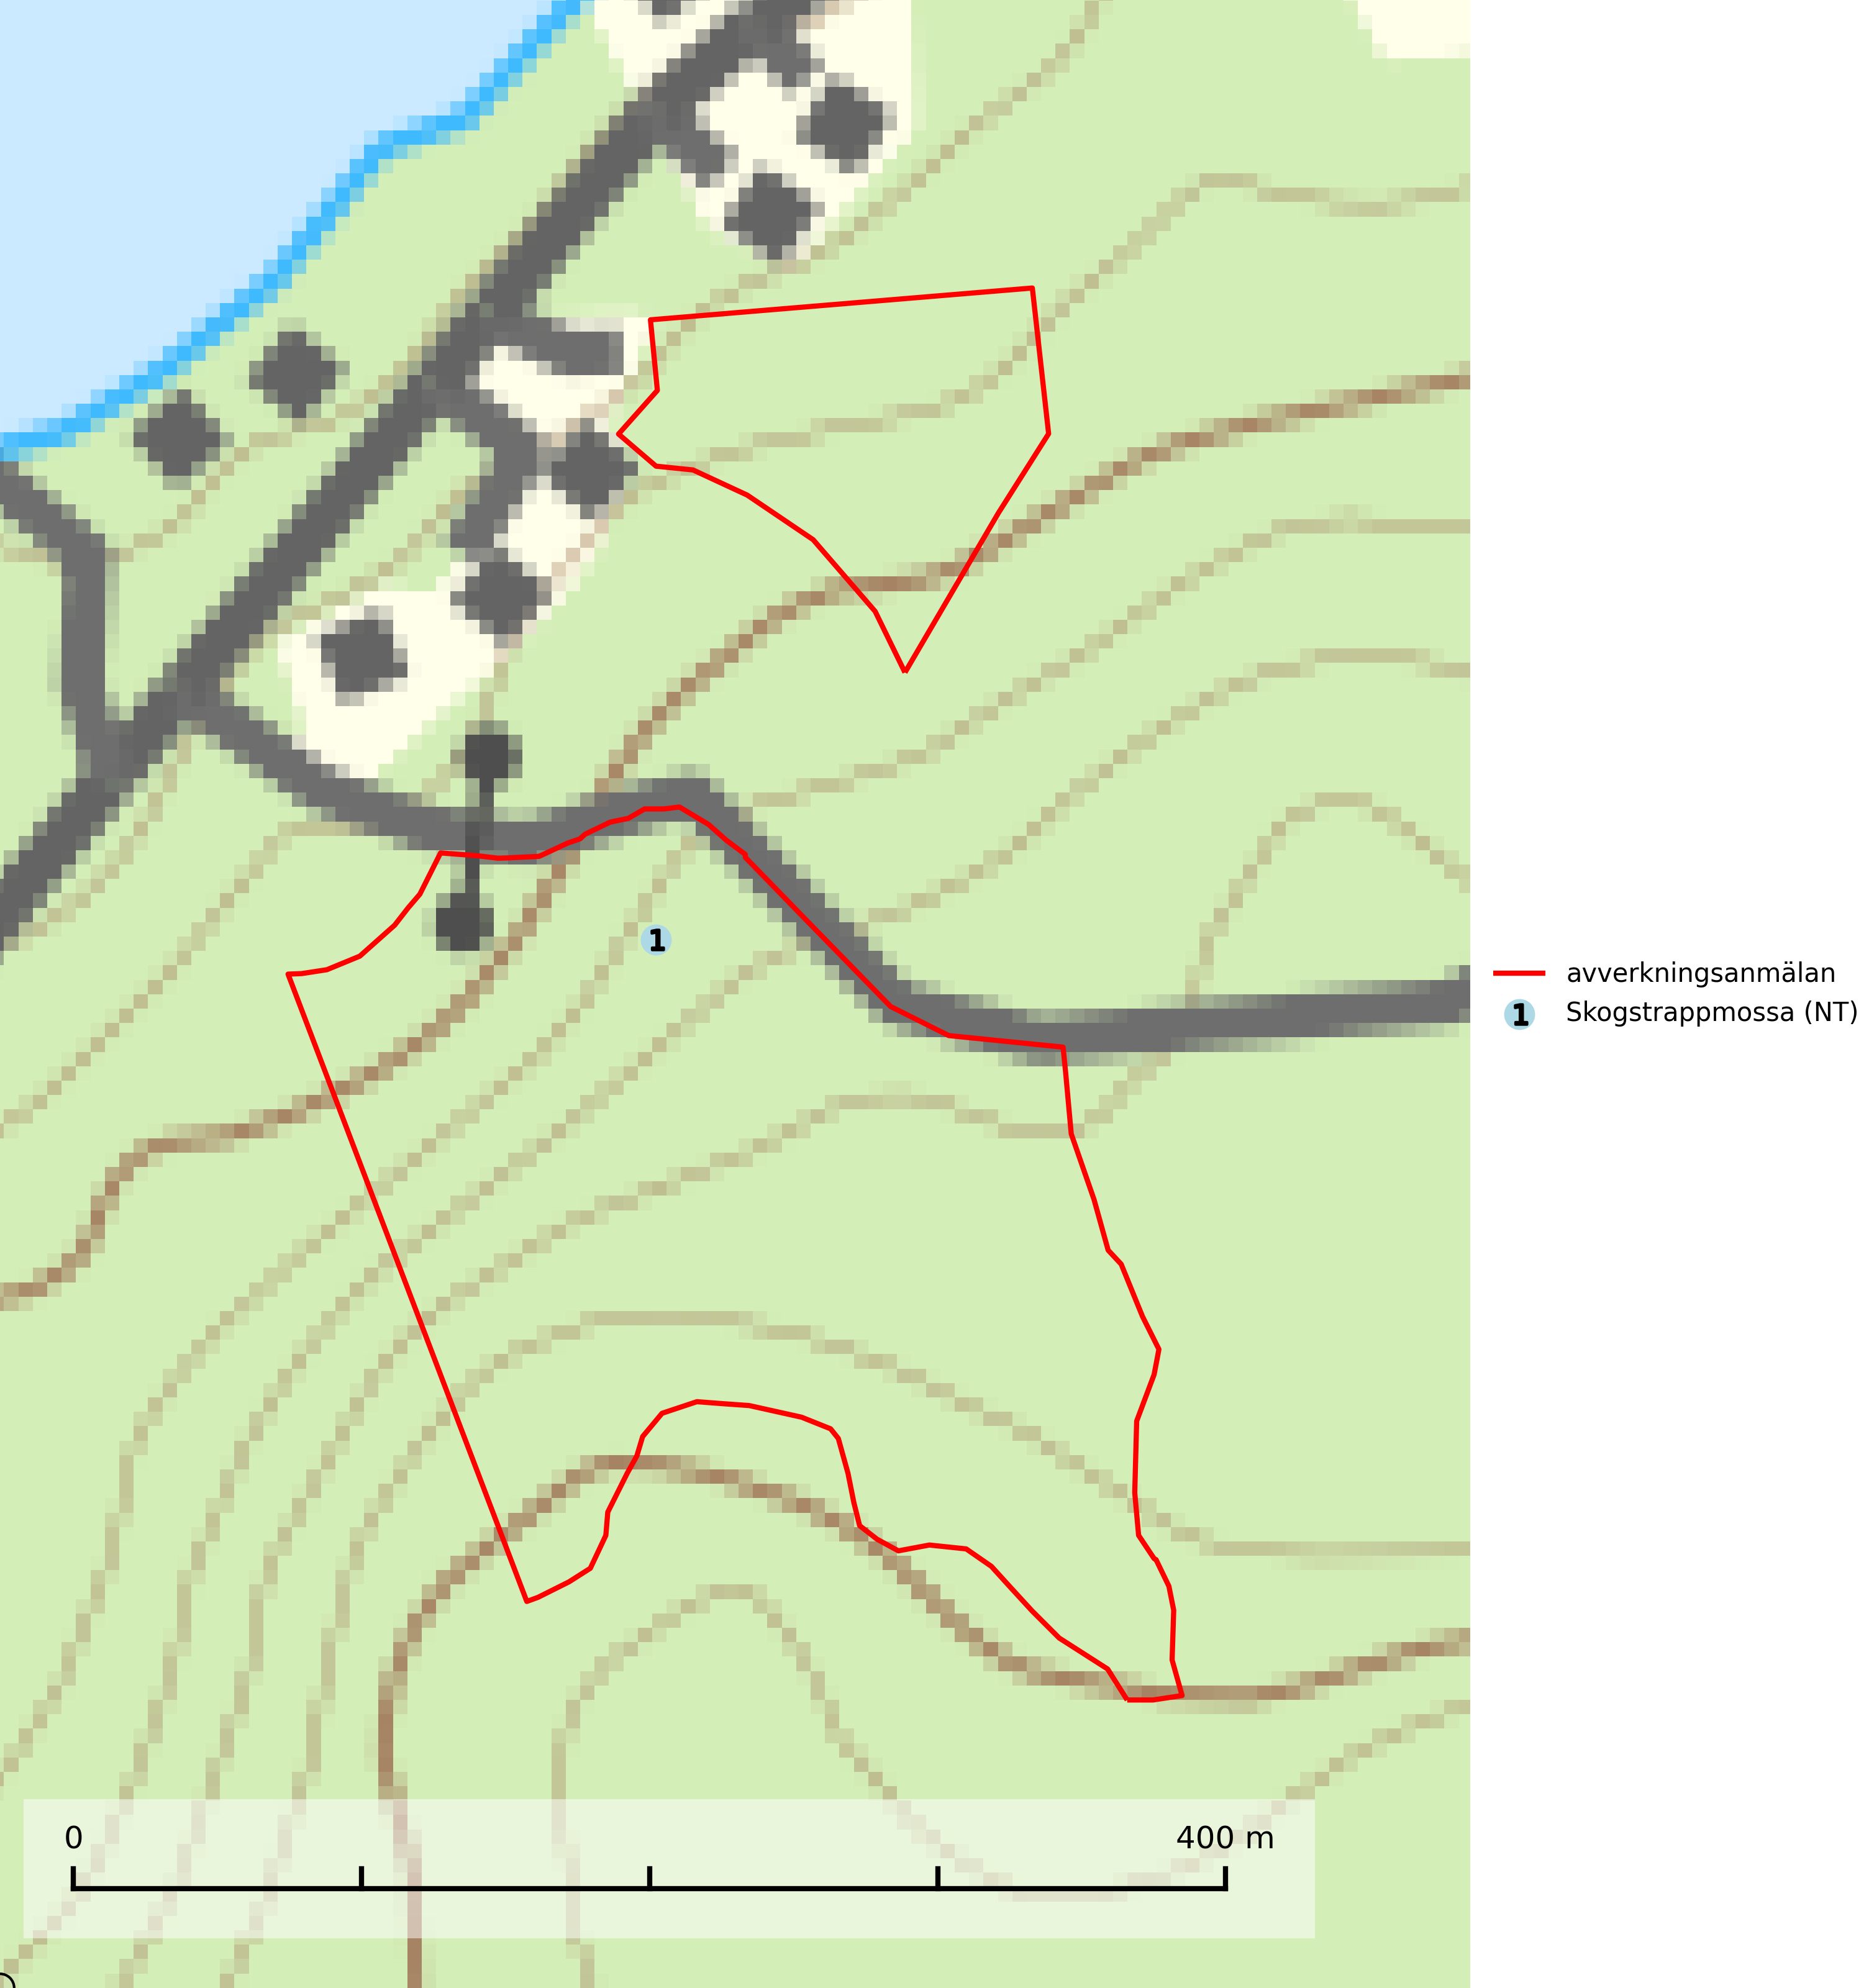 1
avverkningsanmälan
1 Skogstrappmossa (NT)
0 400 m